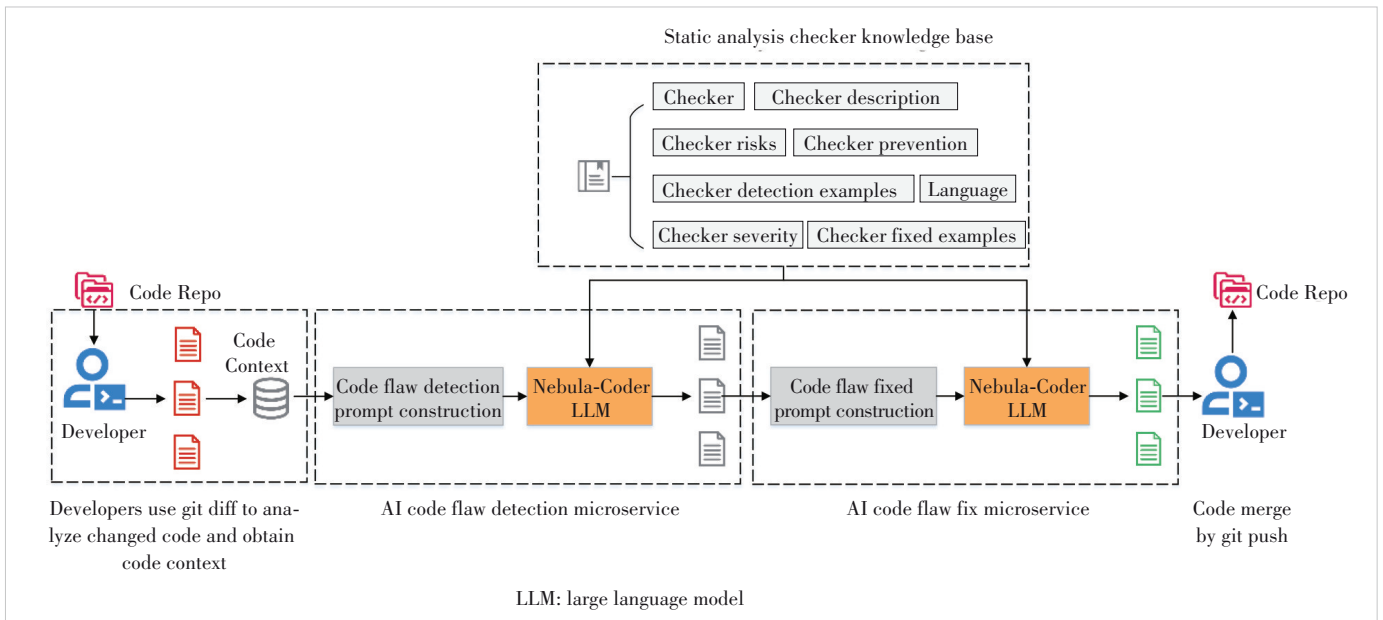 Static analysis checker knowledge base
Checker
Checker description
Checker risks
Checker prevention
Checker detection examples
Language
Checker severity
Checker fixed examples
Code Repo
Code Repo
Code
Context
Developer
Code flaw detection
prompt construction
Nebula-Coder
LLM
Code flaw fixed
prompt construction
Nebula-Coder
LLM
Developer
Developers use git diff to ana-
lyze changed code and obtain
code context
AI code flaw detection microservice
AI code flaw fix microservice
Code merge
by git push
LLM: large language model